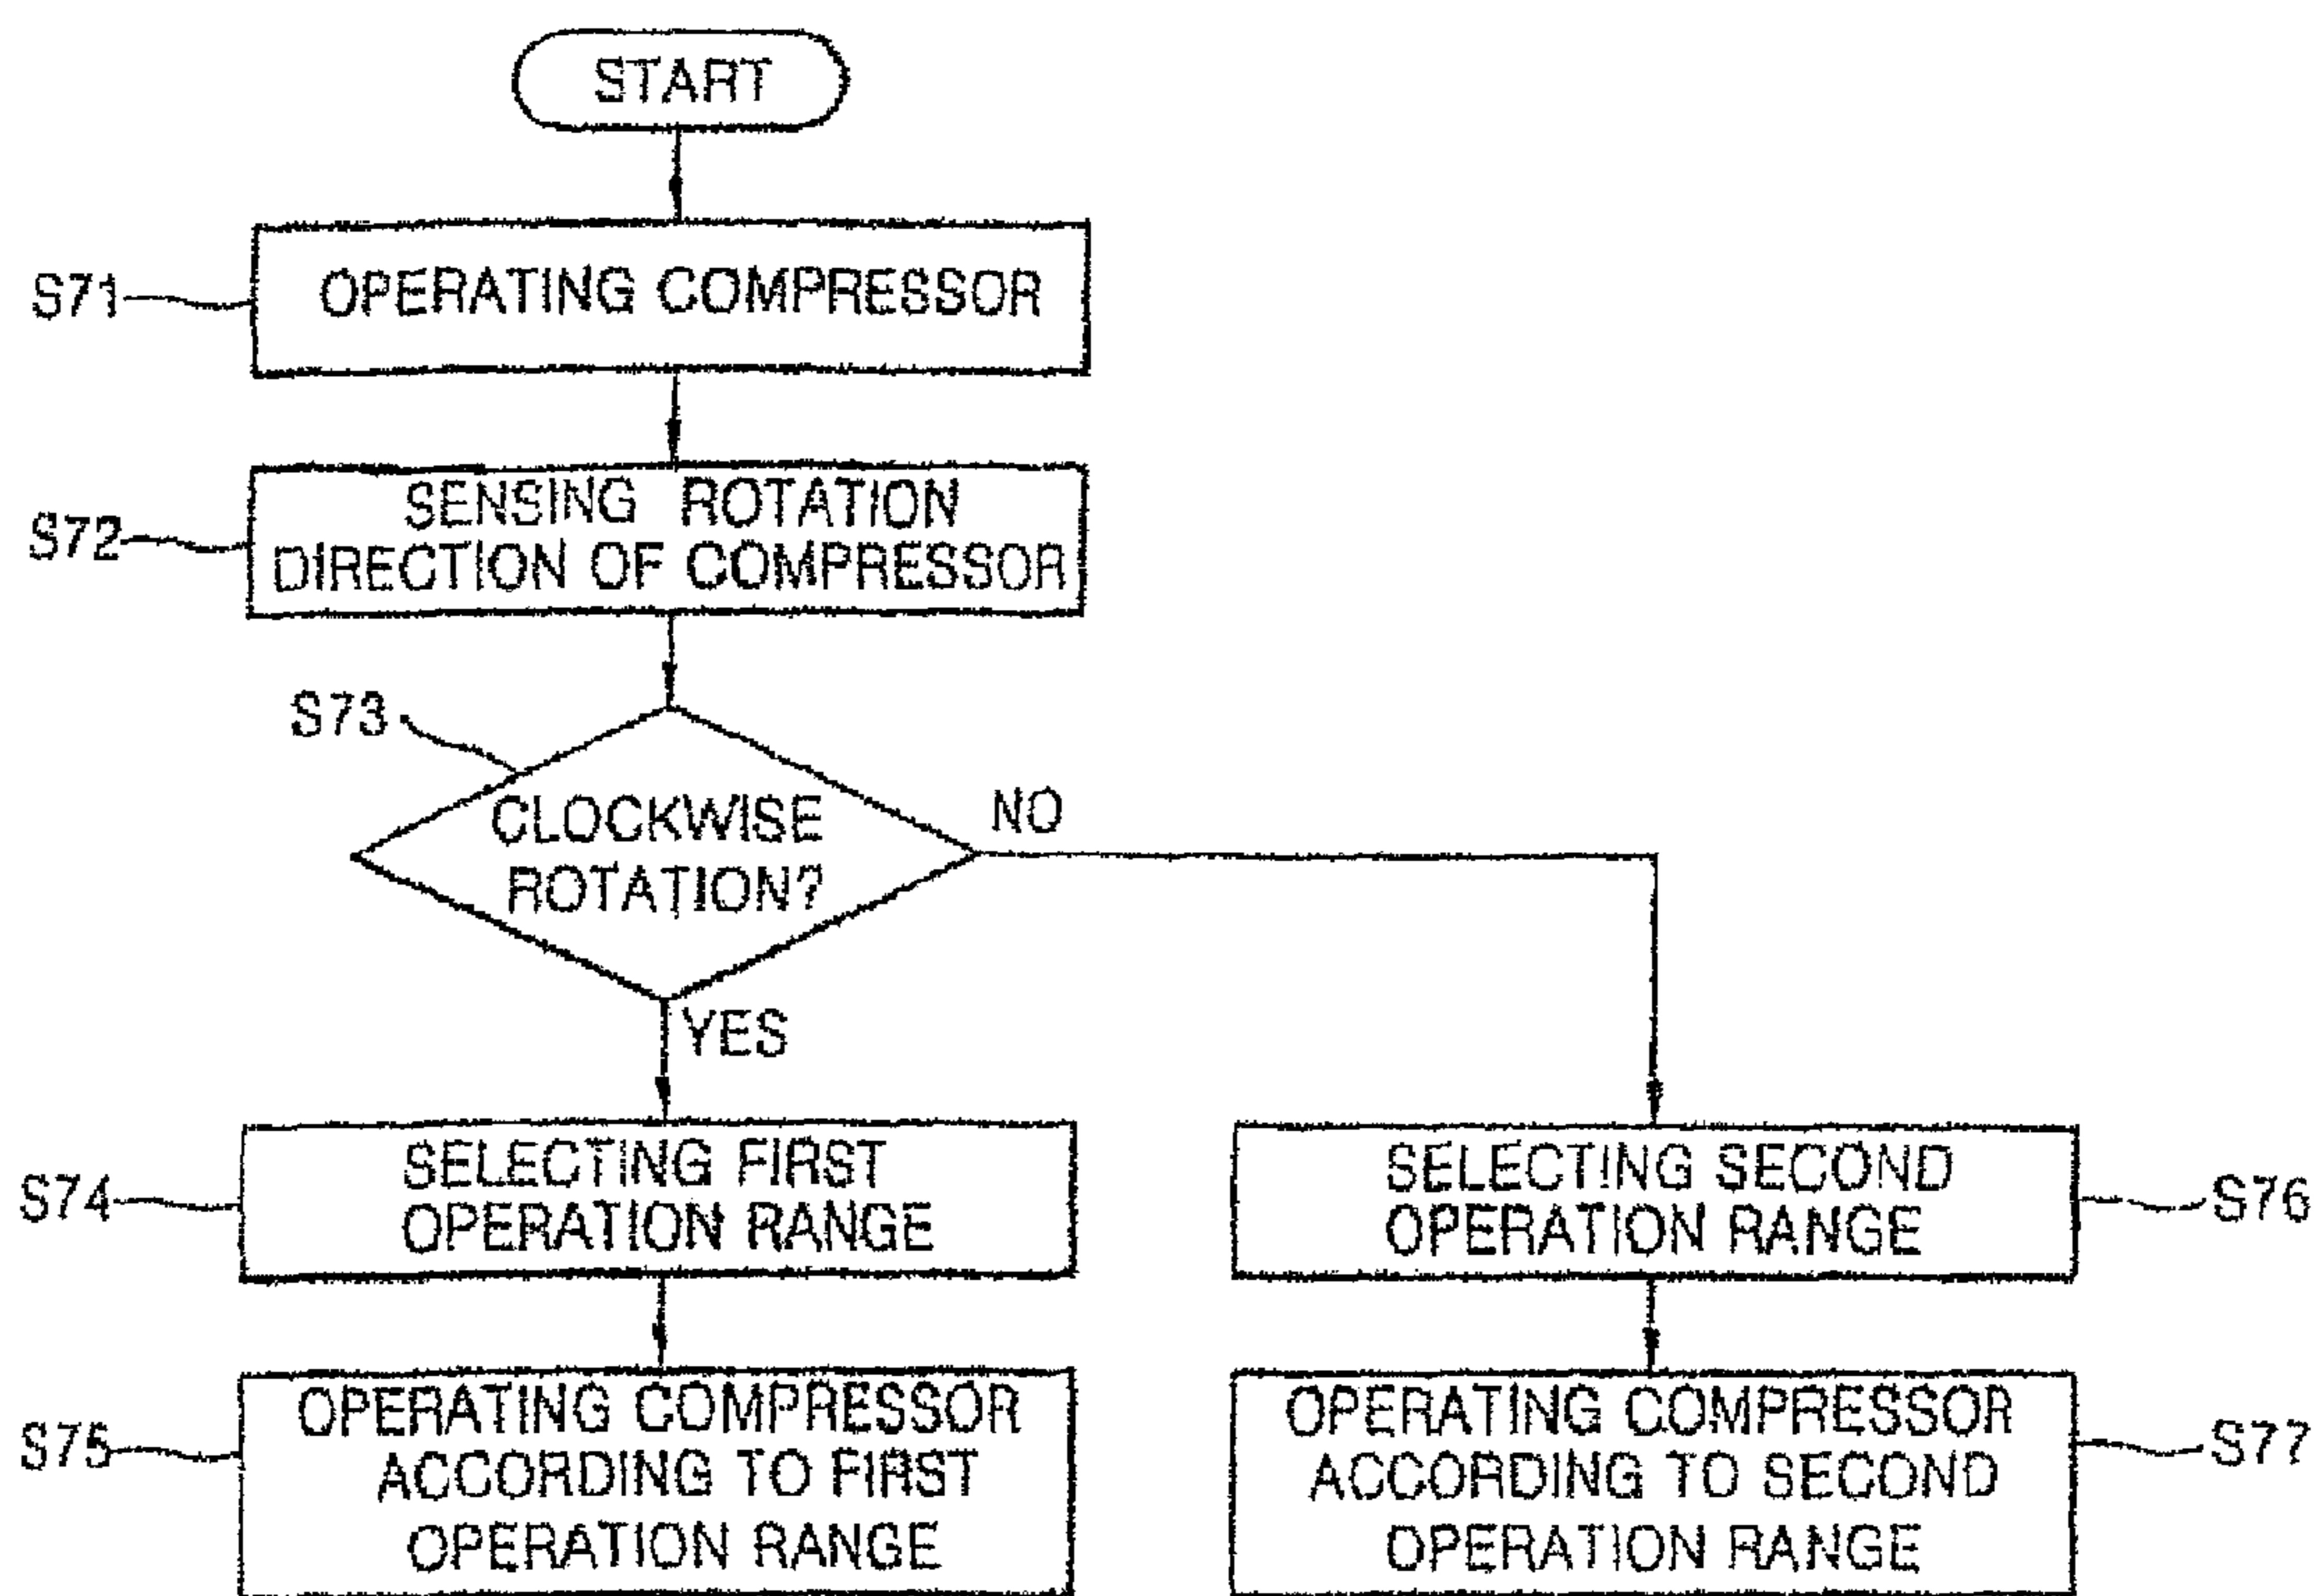 START
S71
OPERATING COMPRESSOR
S72
SENSING ROTATION
DIRECTION OF COMPRESSOR
S73
CLOCKWISE
ROTATION?
NO
YES
S74
SELECTING FIRST
OPERATION RANGE
SELECTING SECOND
OPERATION RANGE
S76
S75
OPERATING COMPRESSOR
ACCORDING TO FIRST
OPERATION RANGE
OPERATING COMPRESSOR
ACCORDING TO SECOND
OPERATION RANGE
S77